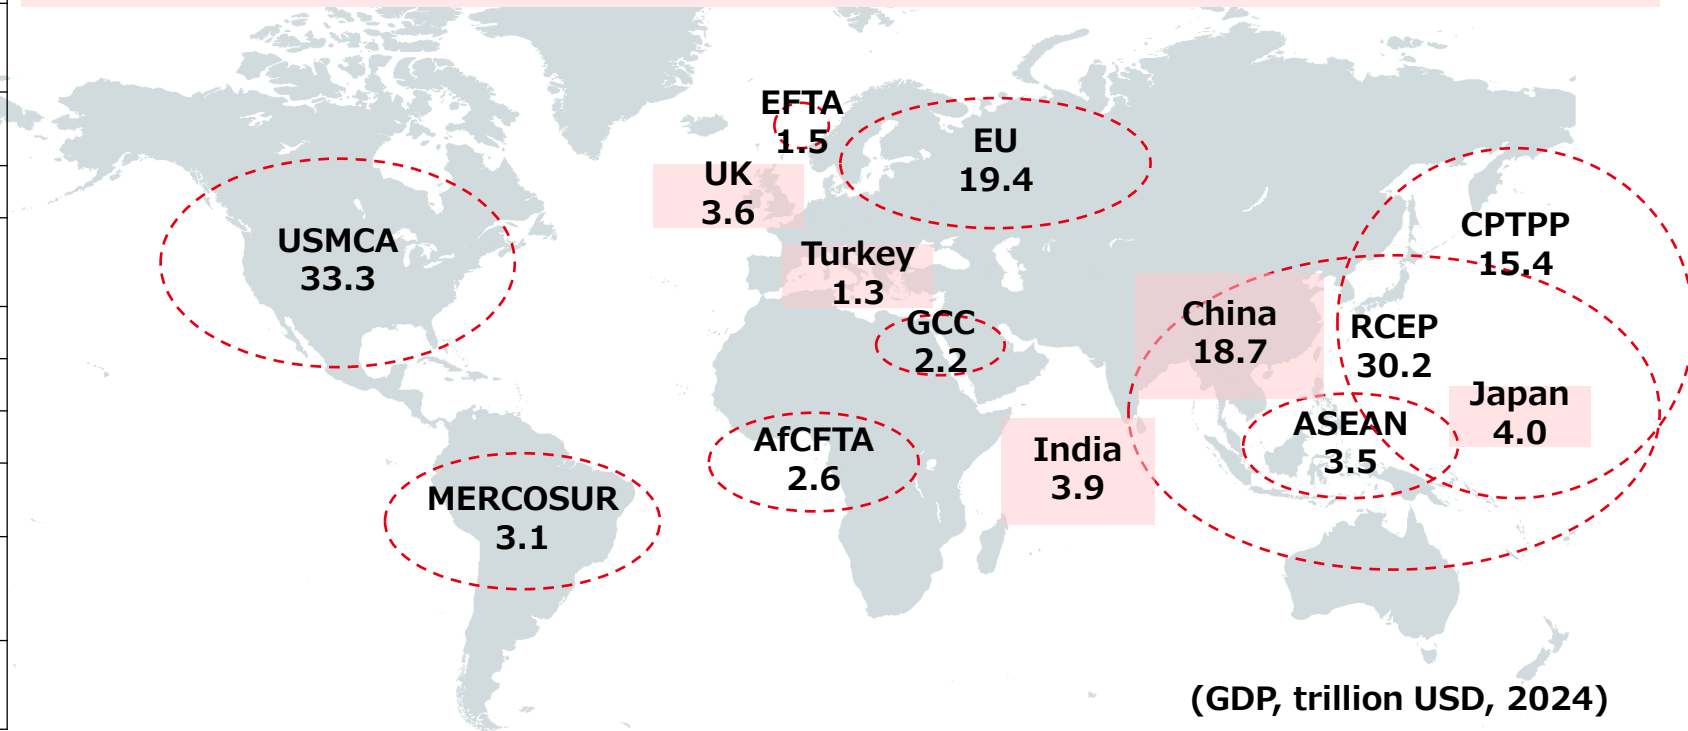 EFTA
1.5
EU
19.4
UK
3.6
USMCA
33.3
CPTPP
15.4
Turkey
1.3
China
18.7
RCEP
30.2
GCC
2.2
Japan
4.0
ASEAN
3.5
AfCFTA
2.6
India
3.9
MERCOSUR
3.1
(GDP, trillion USD, 2024)